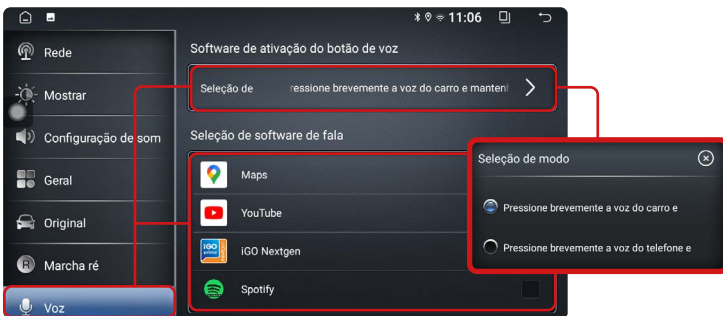 11:06
Rede
Mostrar
Configuração de som
Geral
Original
R Marcha ré
Voz
Software de ativação do botão de voz
Seleção de ressione brevemente a voz do carro e manten
Seleção de software de fala
Maps
YouTube
iGO iGO Nextgen
Spotify
Seleção de modo
Pressione brevemente a voz do carro e
Pressione brevemente a voz do telefone e